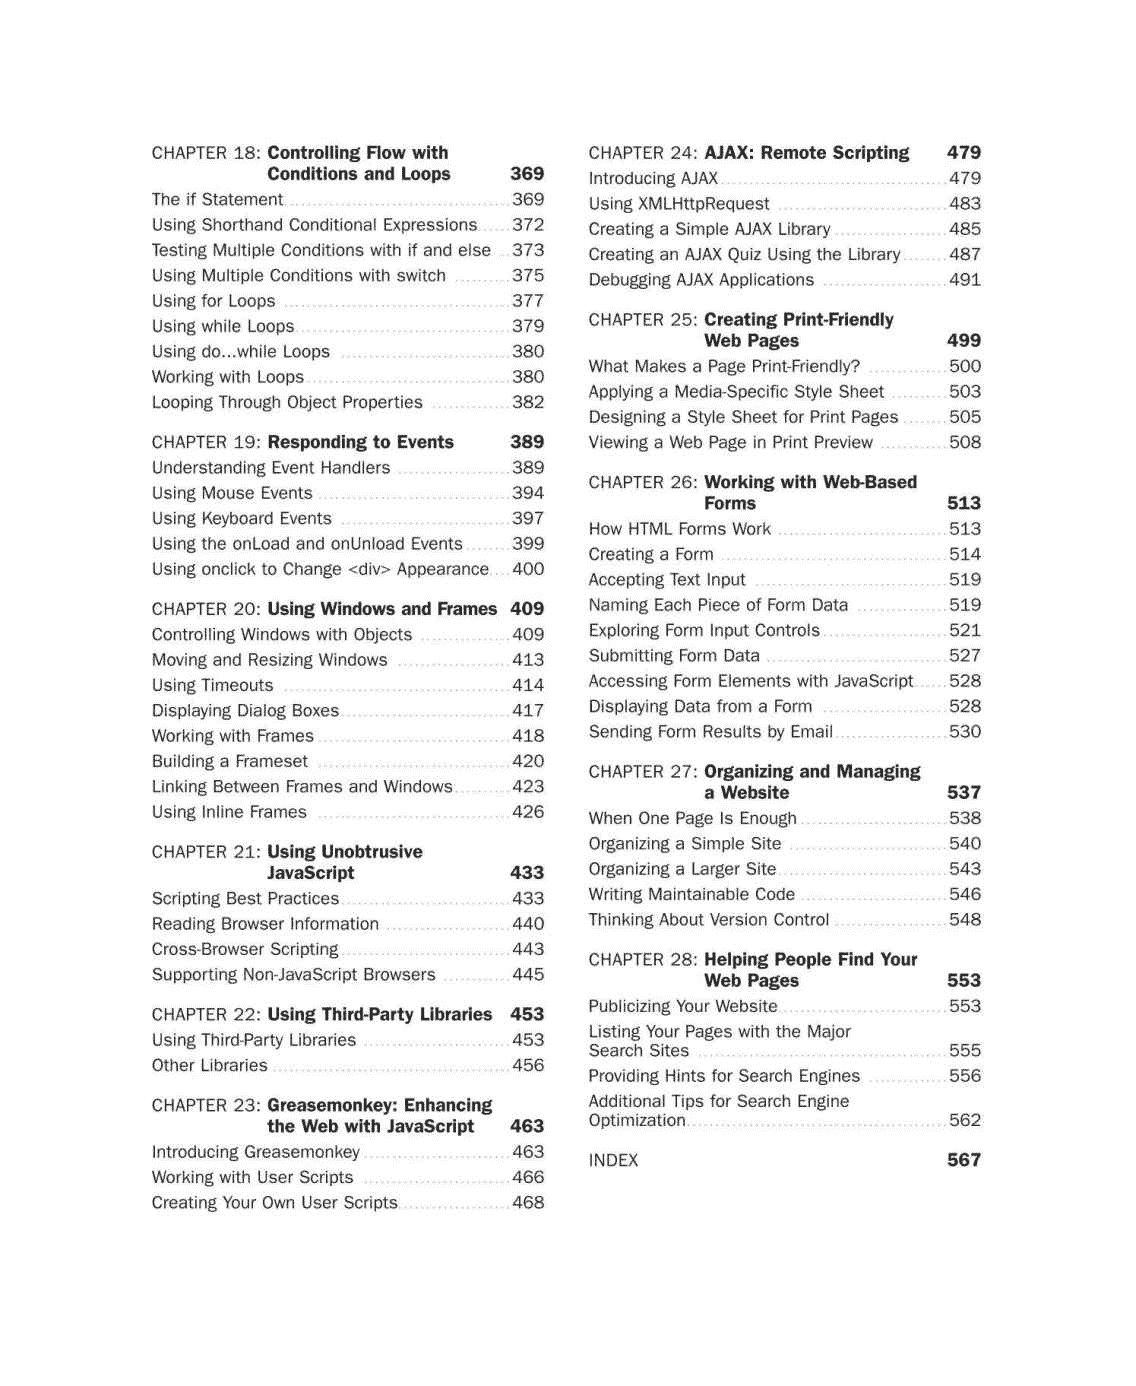 CHAPTER 18: Controlling Flow with
Conditions and Loops 369
The if Statement 369
Using Shorthand Conditional Expressions 372
Testing Multiple Conditions with if and else 373
Using Multiple Conditions with switch 375
Using for Loops 377
Using while Loops 379
Using do...while Loops 380
Working with Loops 380
Looping Through Object Properties 382
CHAPTER 19: Responding to Events 389
Understanding Event Handlers 389
Using Mouse Events 394
Using Keyboard Events 397
Using the onLoad and onUnload Events 399
Using onclick to Change <div> Appearance 400
CHAPTER 20: Using Windows and Frames 409
Controlling Windows with Objects 409
Moving and Resizing Windows 413
Using Timeouts 414
Displaying Dialog Boxes 417
Working with Frames 418
Building a Frameset 420
Linking Between Frames and Windows 423
Using Inline Frames 426
CHAPTER 21: Using Unobtrusive
JavaScript 433
Scripting Best Practices 433
Reading Browser Information 440
Cross-Browser Scripting 443
Supporting Non-JavaScript Browsers 445
CHAPTER 22: Using Third-Party Libraries 453
Using Third-Party Libraries 453
Other Libraries 456
CHAPTER 23: Greasemonkey: Enhancing
the Web with JavaScript 463
Introducing Greasemonkey 463
Working with User Scripts 466
Creating Your Own User Scripts 468
CHAPTER 24: AJAX: Remote Scripting 479
Introducing AJAX 479
Using XMLHttpRequest 483
Creating a Simple AJAX Library 485
Creating an AJAX Quiz Using the Library 487
Debugging AJAX Applications 491
CHAPTER 25: Creating Print-Friendly
Web Pages 499
What Makes a Page Print-Friendly? 500
Applying a Media-Specific Style Sheet 503
Designing a Style Sheet for Print Pages 505
Viewing a Web Page in Print Preview 508
CHAPTER 26: Working with Web-Based
Forms 513
How HTML Forms Work 513
Creating a Form 514
Accepting Text Input 519
Naming Each Piece of Form Data 519
Exploring Form Input Controls 521
Submitting Form Data 527
Accessing Form Elements with JavaScript 528
Displaying Data from a Form 528
Sending Form Results by Email 530
CHAPTER 27: Organizing and Managing
a Website 537
When One Page Is Enough 538
Organizing a Simple Site 540
Organizing a Larger Site 543
Writing Maintainable Code 546
Thinking About Version Control 548
CHAPTER 28: Helping People Find Your
Web Pages 553
Publicizing Your Website 553
Listing Your Pages with the Major
Search Sites 555
Providing Hints for Search Engines 556
Additional Tips for Search Engine
Optimization 562
INDEX 567